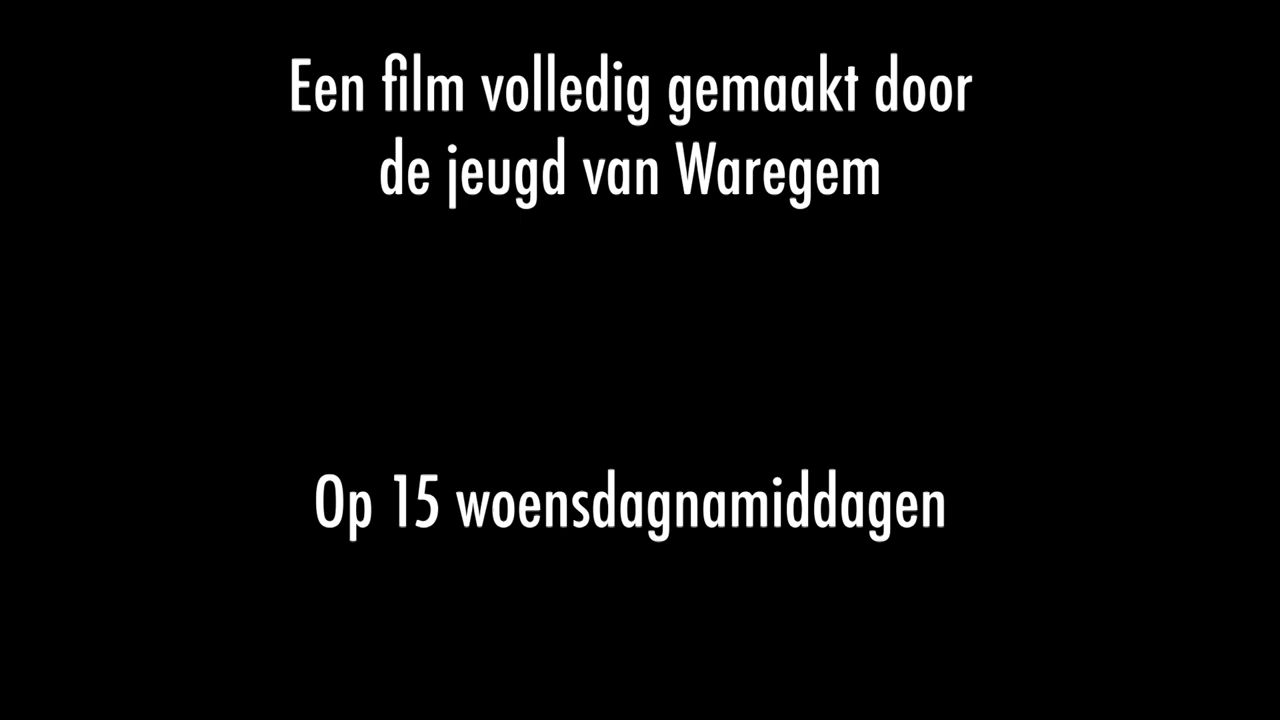 Een film volledig gemaakt door
de jeugd van Waregem
Op 15 woensdagnamiddagen